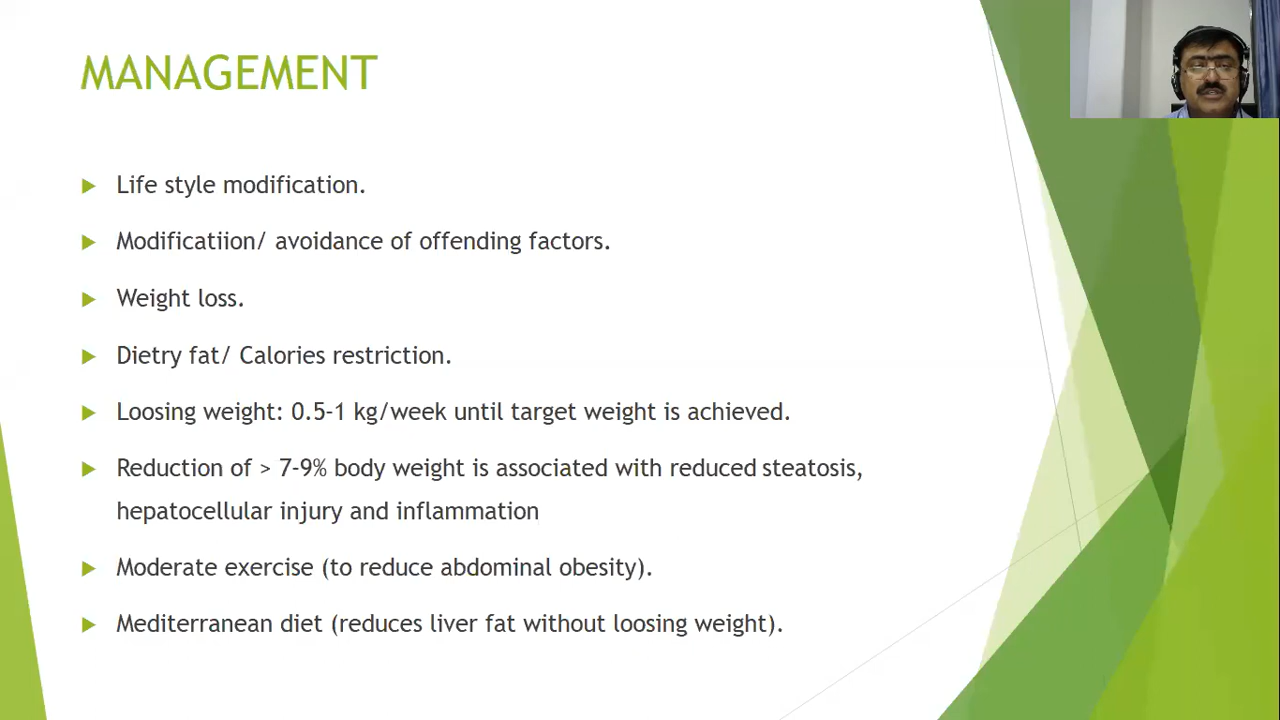 MANAGEMENT
Life style modification.
Modificatiion/ avoidance of offending factors.
Weight loss.
Dietry fat/ Calories restriction.
Loosing weight: 0.5-1 kg/week until target weight is achieved.
Reduction of > 7-9% body weight is associated with reduced steatosis,
hepatocellular injury and inflammation
Moderate exercise (to reduce abdominal obesity).
Mediterranean diet (reduces liver fat without loosing weight).